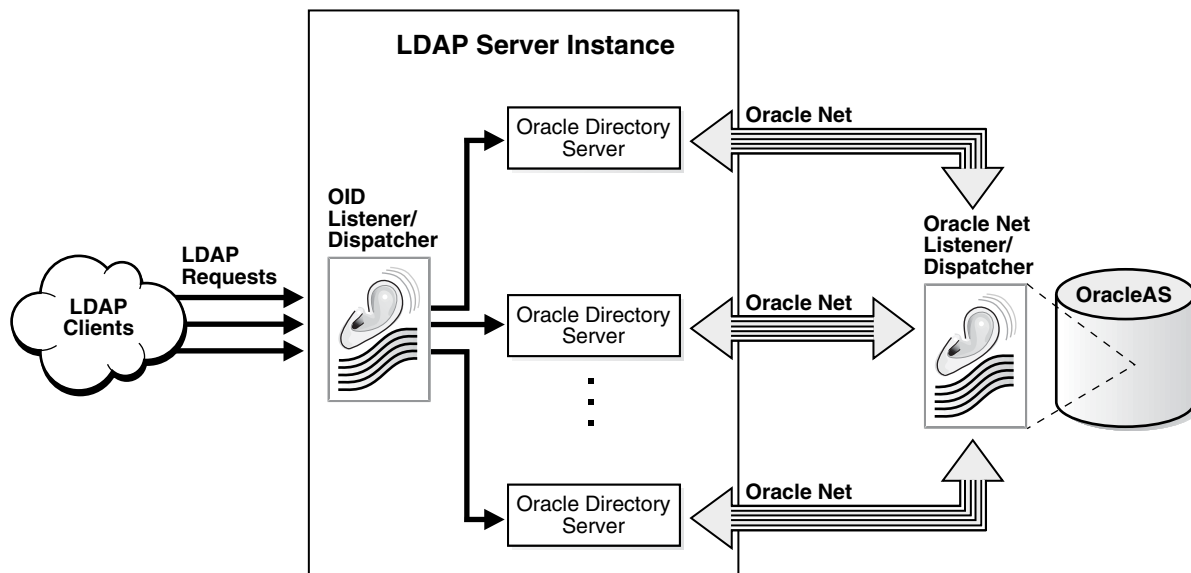 LDAP Server Instance
Oracle Net
Oracle Directory
Server
OID
Listener/
Dispatcher
Oracle Net
Listener/
Dispatcher
LDAP
Requests
OracleAS
LDAP
Clients
Oracle Net
Oracle Directory
Server
Oracle Net
Oracle Directory
Server